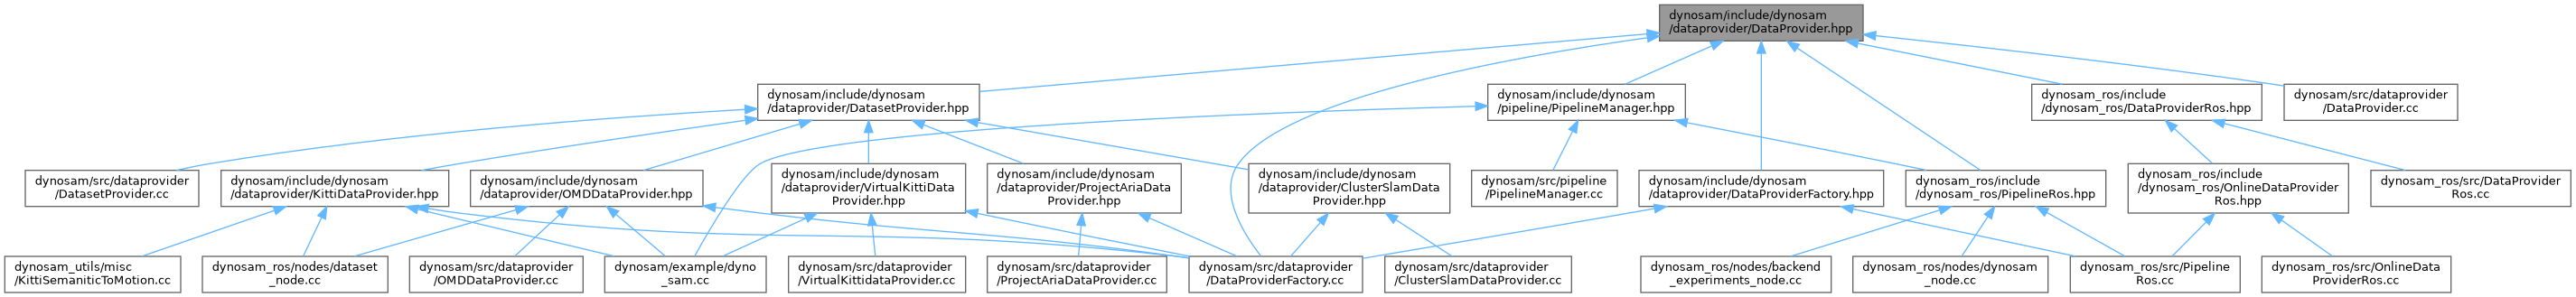 dynosam/include/dynosam
/dataprovider/DataProvider.hpp
dynosam/include/dynosam
/dataprovider/DatasetProvider.hpp
dynosam/include/dynosam
/pipeline/PipelineManager.hpp
dynosam_ros/include
/dynosam_ros/DataProviderRos.hpp
dynosam/src/dataprovider
/DataProvider.cc
dynosam/src/dataprovider
/DatasetProvider.cc
dynosam/include/dynosam
/dataprovider/KittiDataProvider.hpp
dynosam/include/dynosam
/dataprovider/OMDDataProvider.hpp
dynosam/include/dynosam
/dataprovider/VirtualKittiData
Provider.hpp
dynosam/include/dynosam
/dataprovider/ProjectAriaData
Provider.hpp
dynosam/include/dynosam
/dataprovider/ClusterSlamData
Provider.hpp
dynosam/src/pipeline
/PipelineManager.cc
dynosam/include/dynosam
/dataprovider/DataProviderFactory.hpp
dynosam_ros/include
/dynosam_ros/PipelineRos.hpp
dynosam_ros/include
/dynosam_ros/OnlineDataProvider
Ros.hpp
dynosam_ros/src/DataProvider
Ros.cc
dynosam_utils/misc
/KittiSemaniticToMotion.cc
dynosam_ros/nodes/dataset
_node.cc
dynosam/src/dataprovider
/OMDDataProvider.cc
dynosam/example/dyno
_sam.cc
dynosam/src/dataprovider
/VirtualKittidataProvider.cc
dynosam/src/dataprovider
/ProjectAriaDataProvider.cc
dynosam/src/dataprovider
/DataProviderFactory.cc
dynosam/src/dataprovider
/ClusterSlamDataProvider.cc
dynosam_ros/nodes/backend
_experiments_node.cc
dynosam_ros/nodes/dynosam
_node.cc
dynosam_ros/src/Pipeline
Ros.cc
dynosam_ros/src/OnlineData
ProviderRos.cc